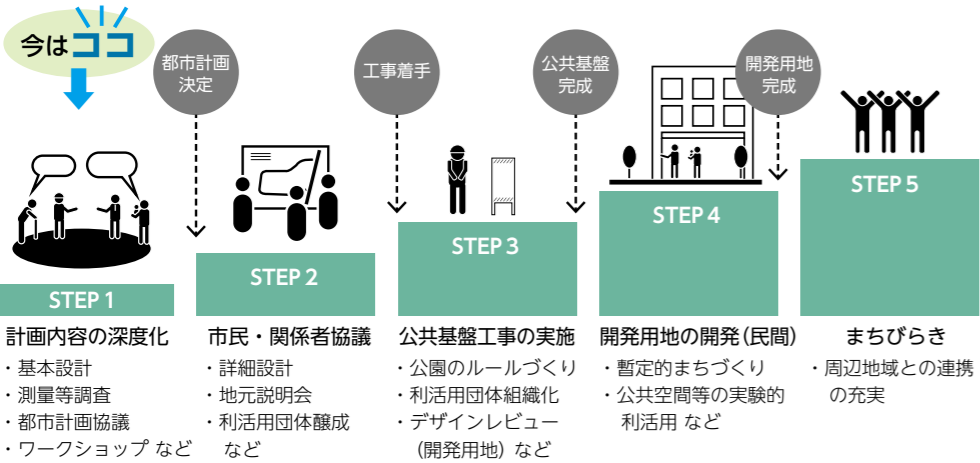 今はココ
都市計画
決定
工事着手
公共基盤
完成
開発用地
完成
STEP 1
計画内容の深度化
・基本設計
・測量等調査
・都市計画協議
・ワークショップ など
STEP 2
市民・関係者協議
・詳細設計
・地元説明会
・利活用団体醸成
など
STEP 3
公共基盤工事の実施
・公園のルールづくり
・利活用団体組織化
・デザインレビュー
(開発用地) など
STEP 4
開発用地の開発(民間)
・暫定的まちづくり
・公共空間等の実験的
利活用 など
STEP 5
まちびらき
・周辺地域との連携
の充実